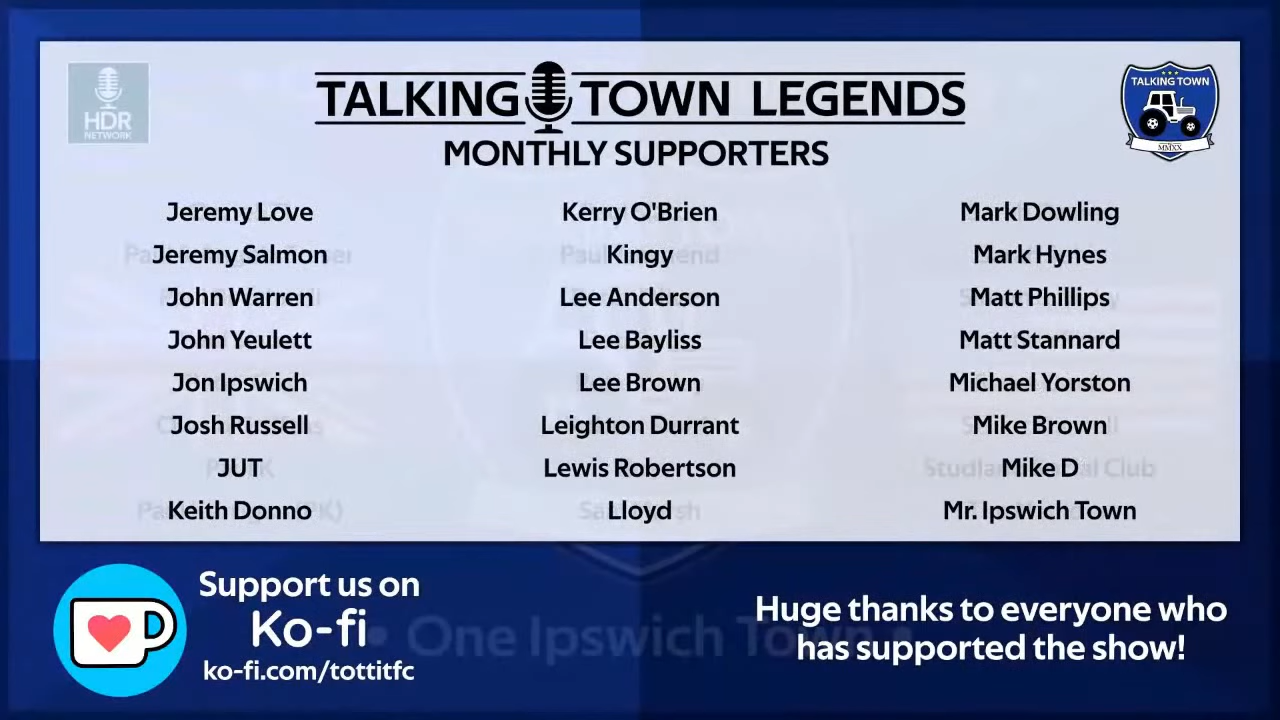 HDR
NETWORK
TALKING TOWN LEGENDS
MONTHLY SUPPORTERS
TALKING TOWN
MMXX
Jeremy Love
Jeremy Salmon
John Warren
John Yeulett
Jon Ipswich
Josh Russell
JUT
Keith Donno
Kerry O'Brien
Kingy
Lee Anderson
Lee Bayliss
Lee Brown
Leighton Durrant
Lewis Robertson
Lloyd
Mark Dowling
Mark Hynes
Matt Phillips
Matt Stannard
Michael Yorston
Mike Brown
Mike D
Mr. Ipswich Town
Support us on
Ko-fi
ko-fi.com/tottitfc
One Ipswich Town
Huge thanks to everyone who
has supported the show!